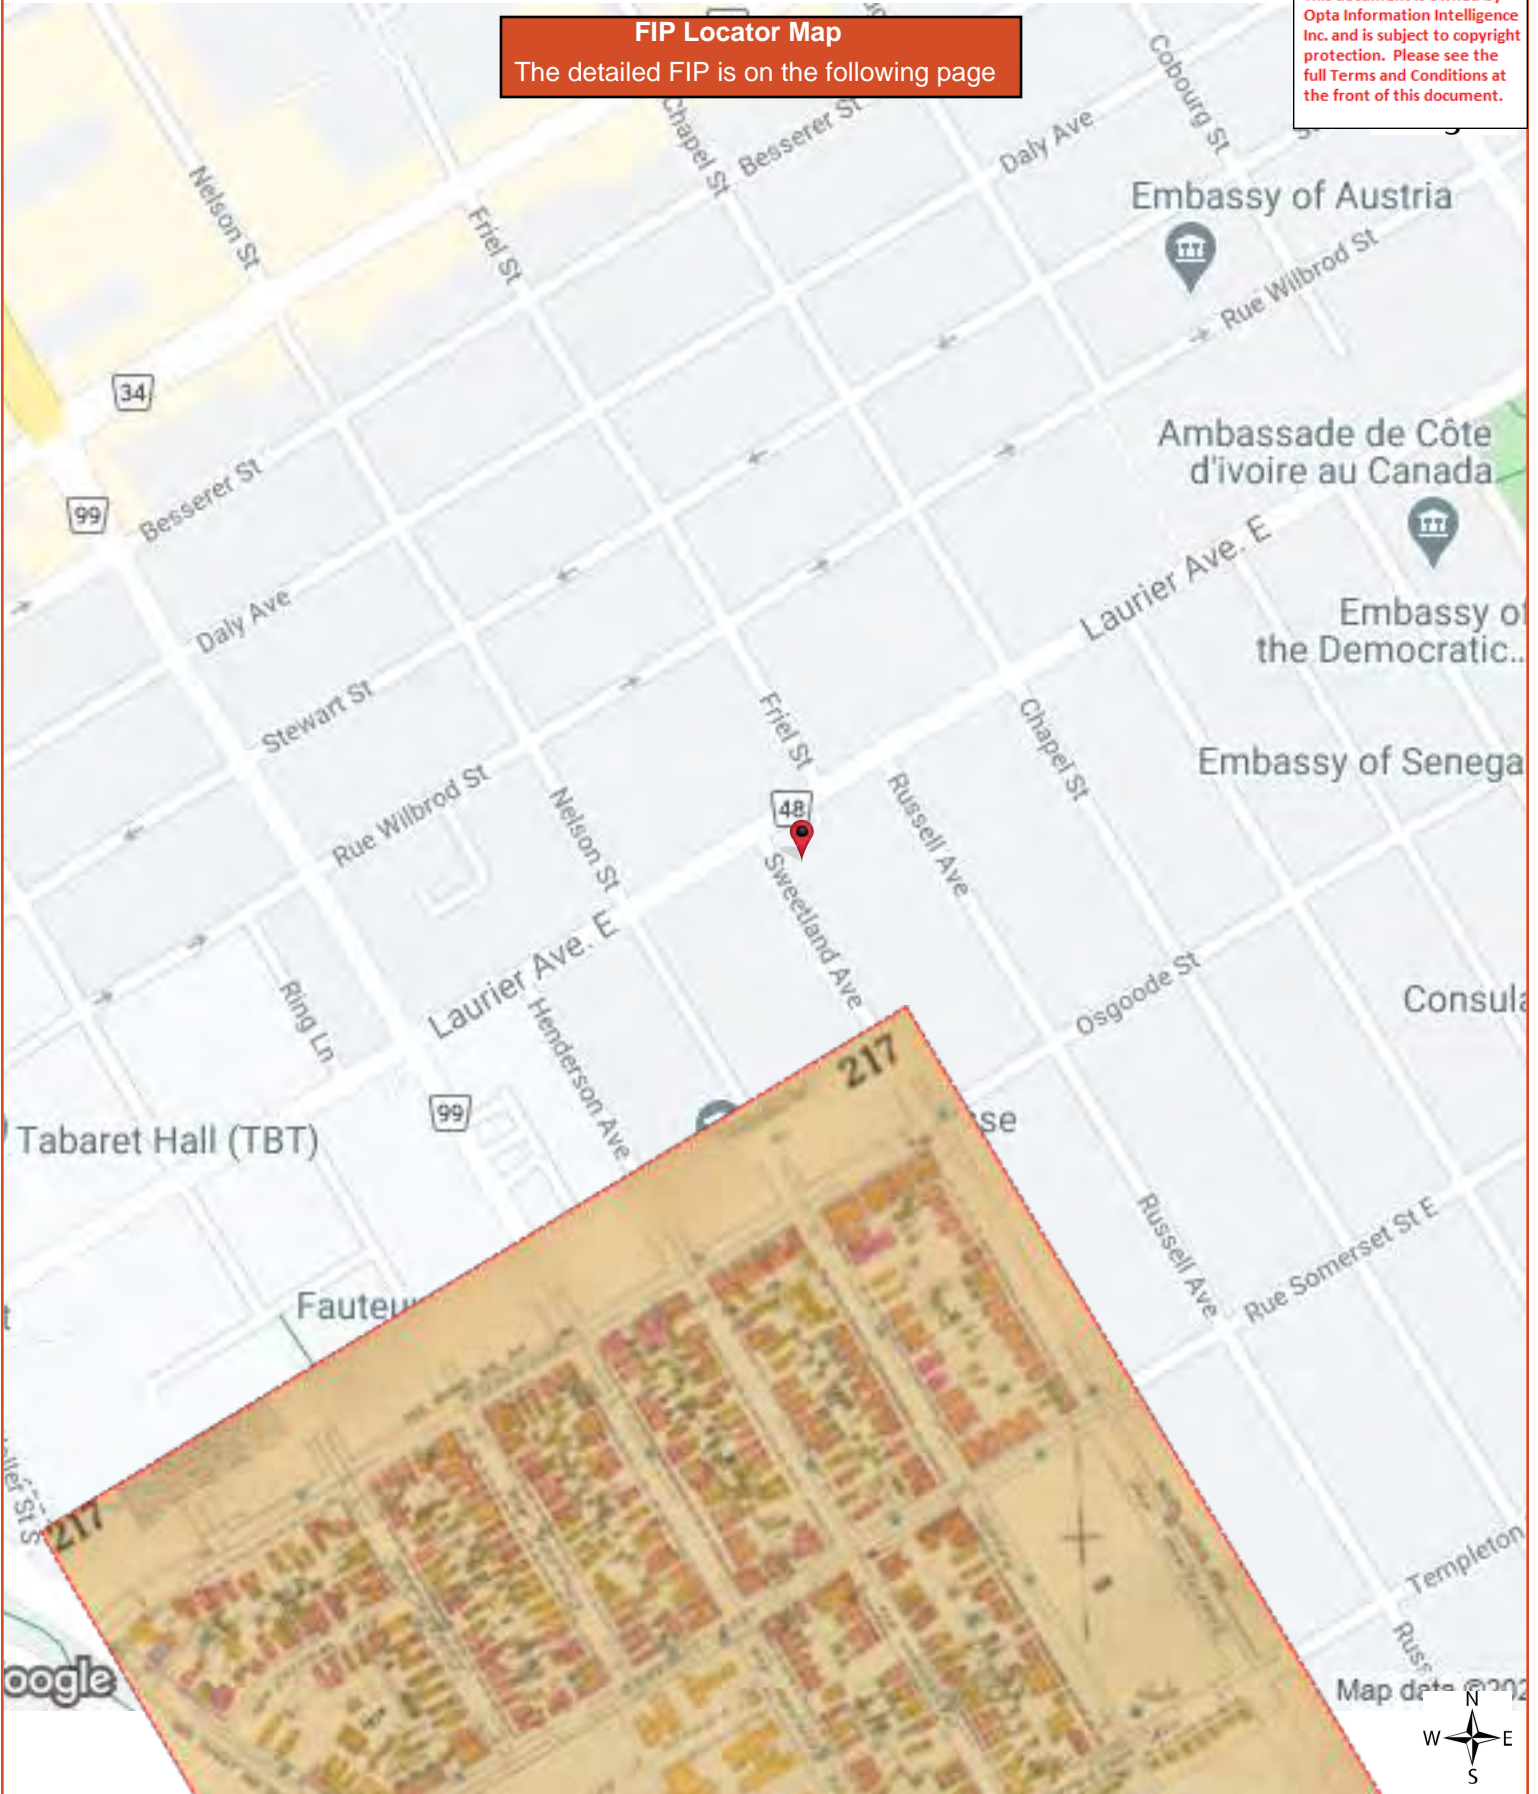 FIP Locator Map
The detailed FIP is on the following page
Opta Information Intelligence
Inc. and is subject to copyright
protection. Please see the
full Terms and Conditions at
the front of this document.
Cobourg St
Chapel St
Besserer St
Daly Ave
Nelson St
Friel St
Embassy of Austria
Rue Wilbrod St
34
Ambassade de Côte
d'ivoire au Canada
99
Besserer St
Laurier Ave. E
Daly Ave
Embassy of
the Democratic...
Stewart St
Friel St
Chapel St
Embassy of Senega
Rue Wilbrod St
Nelson St
48
Russell Ave
Sweetland Ave
Laurier Ave. E
Osgoode St
Consula
Ring Ln
Henderson Ave
217
99
Tabaret Hall (TBT)
se
Russell Ave
Rue Somerset St E
Fauteu
217
Templeton
Russ
oogle
Map data ©202
N
W
E
S